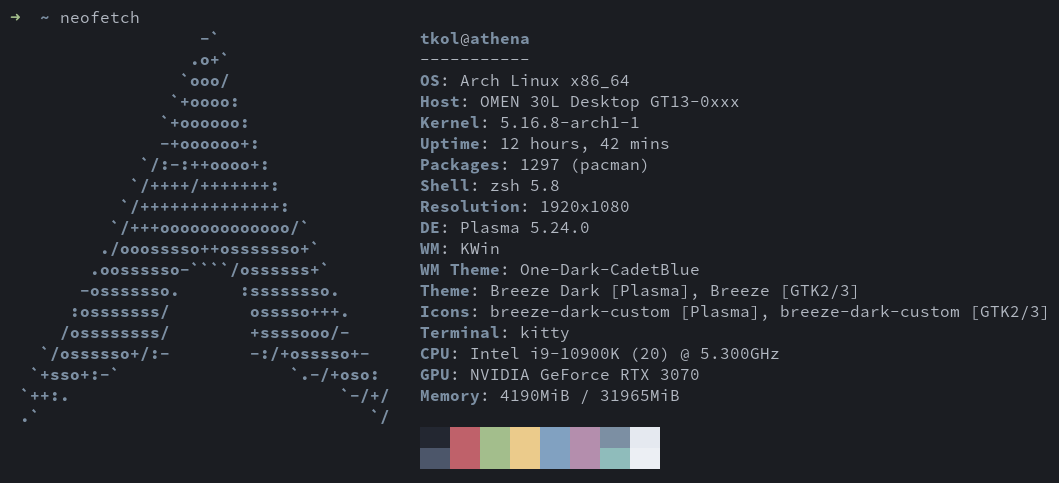 ➜  ~ neofetch
                  -`                     tkol@athena
                 .o+`                    -----------
                `ooo/                    OS: Arch Linux x86_64
               `+oooo:                   Host: OMEN 30L Desktop GT13-0xxx
              `+oooooo:                  Kernel: 5.16.8-arch1-1
              -+oooooo+:                 Uptime: 12 hours, 42 mins
            `/:-:++oooo+:                Packages: 1297 (pacman)
           `/++++/+++++++:               Shell: zsh 5.8
          `/++++++++++++++:              Resolution: 1920x1080
         `/+++ooooooooooooo/`            DE: Plasma 5.24.0
        ./ooosssso++osssssso+`           WM: KWin
       .oossssso-````/ossssss+`          WM Theme: One-Dark-CadetBlue
      -osssssso.      :ssssssso.         Theme: Breeze Dark [Plasma], Breeze [GTK2/3]
     :osssssss/        osssso+++.        Icons: breeze-dark-custom [Plasma], breeze-dark-custom [GTK2/3]
    /ossssssss/        +ssssooo/-        Terminal: kitty
  `/ossssso+/:-        -:/+osssso+-      CPU: Intel i9-10900K (20) @ 5.300GHz
 `+sso+:-`                 `.-/+oso:     GPU: NVIDIA GeForce RTX 3070
`++:.                           `-/+/    Memory: 4190MiB / 31965MiB
.`                                 `/